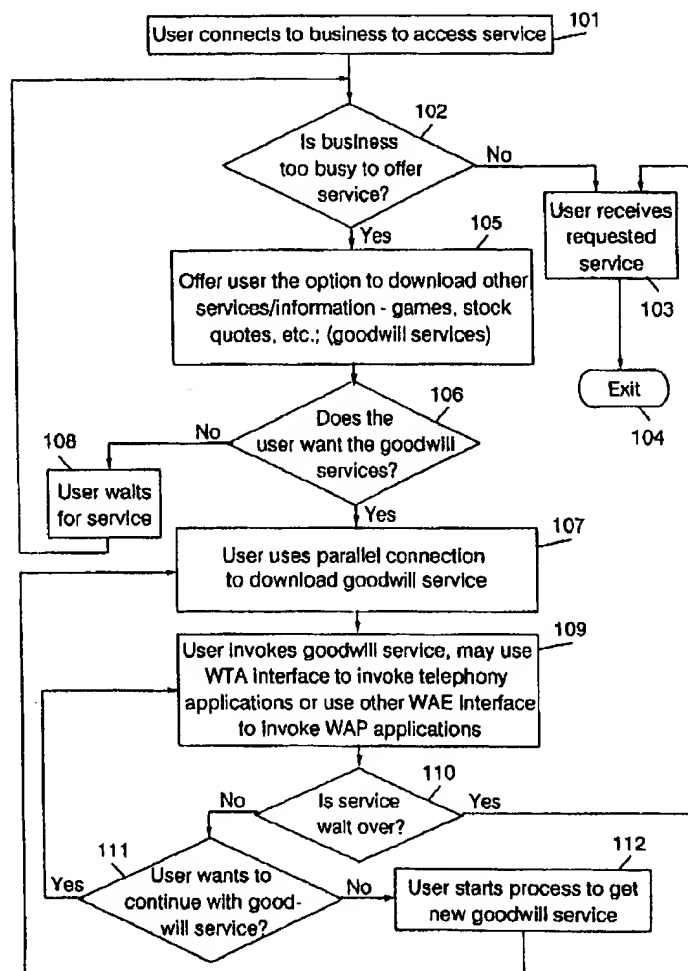 User connects to business to access service
101
102
Is business
too busy to offer
service?
No
Yes
User receives
requested
service
103
Exit
104
105
Offer user the option to download other
services/information - games, stock
quotes, etc.; (goodwill services)
106
Does the
user want the goodwill
services?
No
108
User waits
for service
Yes
107
User uses parallel connection
to download goodwill service
109
User invokes goodwill service, may use
WTA interface to invoke telephony
applications or use other WAE interface
to invoke WAP applications
110
Is service
wait over?
No
Yes
111
User wants to
continue with good-
will service?
Yes
No
112
User starts process to get
new goodwill service